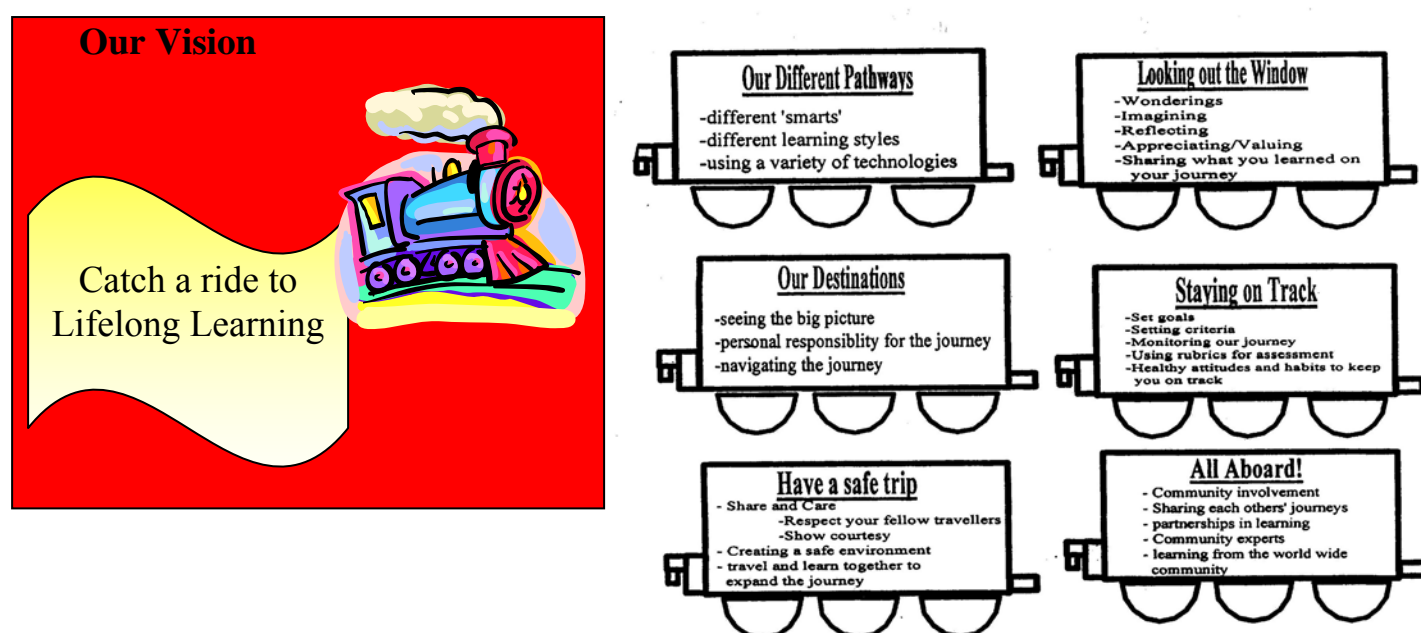 Our Vision
Catch a ride to
Lifelong Learning
Our Different Pathways
-different 'smarts'
-different learning styles
-using a variety of technologies
Looking out the Window
-Wonderings
-Imagining
-Reflecting
-Appreciating/Valuing
-Sharing what you learned on
your journey
Our Destinations
-seeing the big picture
-personal responsiblity for the journey
-navigating the journey
Staying on Track
-Set goals
-Setting criteria
-Monitoring our journey
-Using rubrics for assessment
-Healthy attitudes and habits to keep
you on track
Have a safe trip
- Share and Care
-Respect your fellow travellers
-Show courtesy
- Creating a safe environment
- travel and learn together to
expand the journey
All Aboard!
- Community involvement
- Sharing each others' journeys
- partnerships in learning
- Community experts
- learning from the world wide
community